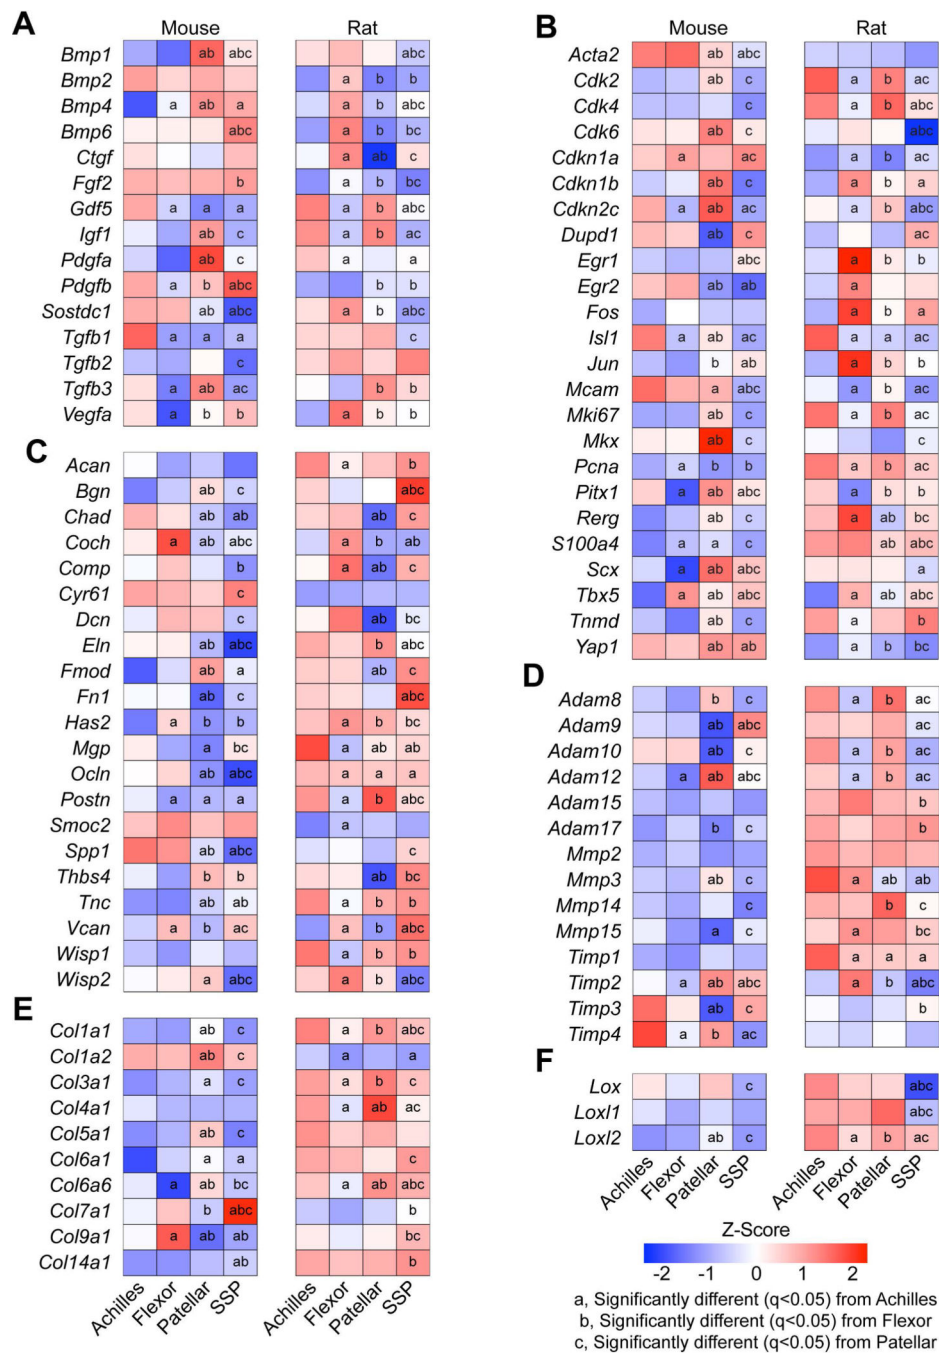 A
Mouse Rat
Bmp1 ab abc abc
Bmp2 a b b
Bmp4 a ab a a b abc
Bmp6 abc a b bc
Ctgf a ab c
Fgf2 b a b bc
Gdf5 a a a a b abc
Igf1 ab c a b ac
Pdgfa ab c a a
Pdgfb a b abc b b
Sostdc1 ab abc a b abc
Tgfb1 a a a c
Tgfb2 c
Tgfb3 a ab ac b b
Vegfa a b b a b b
B
Mouse Rat
Acta2 ab abc
Cdk2 ab c a b ac
Cdk4 c a b abc
Cdk6 ab c abc
Cdkn1a a ac a b ac
Cdkn1b ab c a b a
Cdkn2c a ab ac a b abc
Dupd1 ab c ac
Egr1 abc a b b
Egr2 ab ab a
Fos a b a
Isl1 a ab ac a a ac
Jun b ab a b b
Mcam a abc a b ac
Mki67 ab c a b ac
Mkx ab c c
Pcna a b b a b ac
Pitx1 a ab abc a b b
Rerg ab c a ab bc
S100a4 a a c ab abc
Scx a ab abc a
Tbx5 a ab abc a ab abc
Tnmd ab c a b
Yap1 ab ab a b bc
C
Acan a b
Bgn ab c abc
Chad ab ab ab c
Coch a ab abc a b ab
Comp b a ab c
Cyr61 c
Dcn c ab bc
Eln ab abc a b abc
Fmod ab a ab c
Fn1 ab c abc
Has2 a b b a b bc
Mgp a bc a ab ab
Ocln ab abc a a a
Postn a a a a b abc
Smoc2 a
Spp1 ab abc c
Thbs4 b b ab bc
Tnc ab ab a b b
Vcan a b ac a b abc
Wisp1 a b b
Wisp2 a abc a b abc
D
Adam8 b c a b ac
Adam9 ab abc ac
Adam10 ab c a b ac
Adam12 a ab abc a b ac
Adam15 b
Adam17 b c b
Mmp2
Mmp3 ab c a ab ab
Mmp14 c b c
Mmp15 a c a bc
Timp1 a a a
Timp2 a ab abc a b abc
Timp3 ab c b
Timp4 a b ac
E
Col1a1 ab c a b abc
Col1a2 ab c a a
Col3a1 a c a b c
Col4a1 a ab ac
Col5a1 ab c
Col6a1 a a c
Col6a6 a ab bc a ab abc
Col7a1 b abc b
Col9a1 a ab ab bc
Col14a1 ab b
Achilles Flexor Patellar SSP Achilles Flexor Patellar SSP
F
Lox c abc
Loxl1 abc
Loxl2 ab c a b ac
Achilles Flexor Patellar SSP Achilles Flexor Patellar SSP
Z-Score
-2 -1 0 1 2
a, Significantly different (q<0.05) from Achilles
b, Significantly different (q<0.05) from Flexor
c, Significantly different (q<0.05) from Patellar